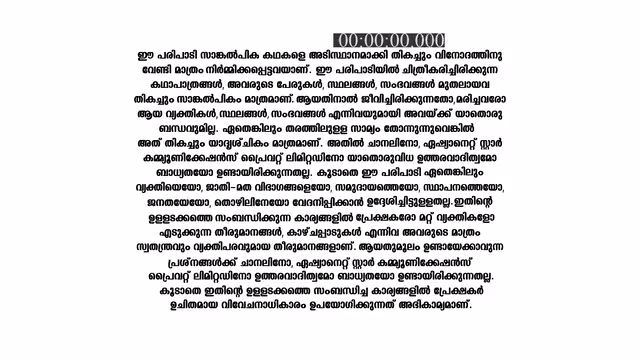 00:00:00.000
ഈ പരിപാടി സാങ്കൽപിക കഥകളെ അടിസ്ഥാനമാക്കി തികച്ചും വിനോദത്തിനു
വേണ്ടി മാത്രം നിർമ്മിക്കപ്പെട്ടവയാണ്. ഈ പരിപാടിയിൽ ചിത്രീകരിച്ചിരിക്കുന്ന
കഥാപാത്രങ്ങൾ, അവരുടെ പേരുകൾ, സ്ഥലങ്ങൾ, സംഭവങ്ങൾ മുതലായവ
തികച്ചും സാങ്കൽപികം മാത്രമാണ്. ആയതിനാൽ ജീവിച്ചിരിക്കുന്നതോ,മരിച്ചവരോ
ആയ വ്യക്തികൾ,സ്ഥലങ്ങൾ,സംഭവങ്ങൾ എന്നിവയുമായി അവയ്ക്ക് യാതൊരു
ബന്ധവുമില്ല. ഏതെങ്കിലും തരത്തിലുളള സാമ്യം തോന്നുന്നുവെങ്കിൽ
അത് തികച്ചും യാദൃശ്ചികം മാത്രമാണ്. അതിൽ ചാനലിനോ, ഏഷ്യാനെറ്റ് സ്റ്റാർ
കമ്മ്യൂണിക്കേഷൻസ് പ്രൈവറ്റ് ലിമിറ്റഡിനോ യാതൊരുവിധ ഉത്തരവാദിത്വമോ
ബാധ്യതയോ ഉണ്ടായിരിക്കുന്നതല്ല. കൂടാതെ ഈ പരിപാടി ഏതെങ്കിലും
വ്യക്തിയെയോ, ജാതി-മത വിഭാഗങ്ങളെയോ, സമുദായത്തെയോ, സ്ഥാപനത്തെയോ,
ജനതയേയോ, തൊഴിലിനേയോ വേദനിപ്പിക്കാൻ ഉദ്ദേശിച്ചിട്ടുളളതല്ല.ഇതിന്റെ
ഉളളടക്കത്തെ സംബന്ധിക്കുന്ന കാര്യങ്ങളിൽ പ്രേക്ഷകരോ മറ്റ് വ്യക്തികളോ
എടുക്കുന്ന തീരുമാനങ്ങൾ, കാഴ്ചപ്പാടുകൾ എന്നിവ അവരുടെ മാത്രം
സ്വതന്ത്രവും വ്യക്തിപരവുമായ തീരുമാനങ്ങളാണ്. ആയതുമൂലം ഉണ്ടായേക്കാവുന്ന
പ്രശ്നങ്ങൾക്ക് ചാനലിനോ, ഏഷ്യാനെറ്റ് സ്റ്റാർ കമ്മ്യൂണിക്കേഷൻസ്
പ്രൈവറ്റ് ലിമിറ്റഡിനോ ഉത്തരവാദിത്വമോ ബാധ്യതയോ ഉണ്ടായിരിക്കുന്നതല്ല.
കൂടാതെ ഇതിന്റെ ഉളളടക്കത്തെ സംബന്ധിച്ച കാര്യങ്ങളിൽ പ്രേക്ഷകർ
ഉചിതമായ വിവേചനാധികാരം ഉപയോഗിക്കുന്നത് അഭികാമ്യമാണ്.